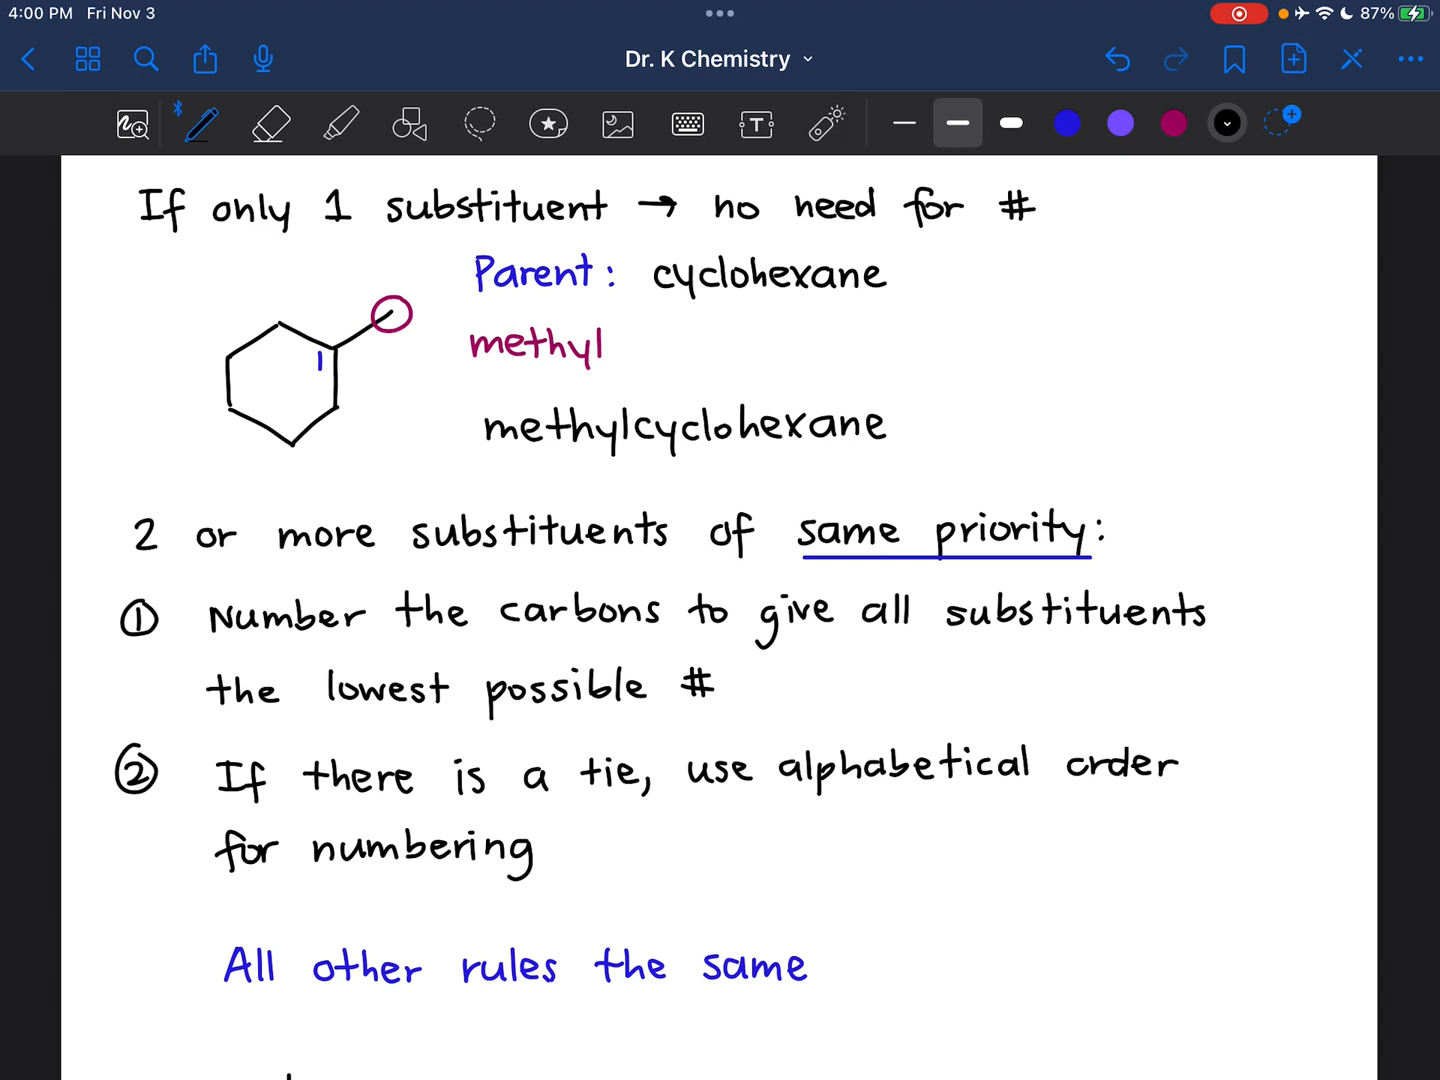 4:00 PM Fri Nov 3
87%
Dr. K Chemistry
T
If only 1 substituent → no need for #
Parent: cyclohexane
methyl
1
methylcyclohexane
2 or more substituents of same priority:
① Number the carbons to give all substituents
the lowest possible #
② If there is a tie, use alphabetical order
for numbering
All other rules the same